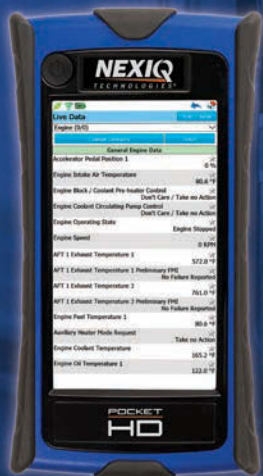 NEXIQ
TECHNOLOGIES®
Live Data
Engine (0/0)
General Engine Data
Accelerator Pedal Position 1
0 %
Engine Intake Air Temperature
80.6 °F
Engine Block / Coolant Pre-heater Control
Don't Care / Take no Action
Engine Coolant Circulating Pump Control
Don't Care / Take no Action
Engine Operating State
Engine Stopped
Engine Speed
0 RPM
AFT 1 Exhaust Temperature 1
572.0 °F
AFT 1 Exhaust Temperature 1 Preliminary FMI
No Failure Reported
AFT 1 Exhaust Temperature 3
761.0 °F
AFT 1 Exhaust Temperature 3 Preliminary FMI
No Failure Reported
Engine Fuel Temperature 1
80.6 °F
Auxiliary Heater Mode Request
Take no Action
Engine Coolant Temperature
165.2 °F
Engine Oil Temperature 1
122.0 °F
POCKET
HD